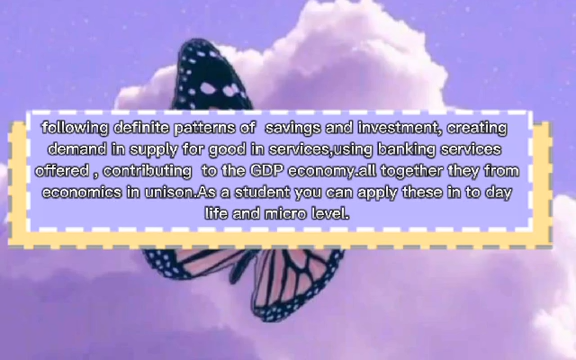 following definite patterns of savings and investment, creating
demand in supply for good in services,using banking services
offered , contributing to the GDP economy.all together they from
economics in unison.As a student you can apply these in to day
life and micro level.